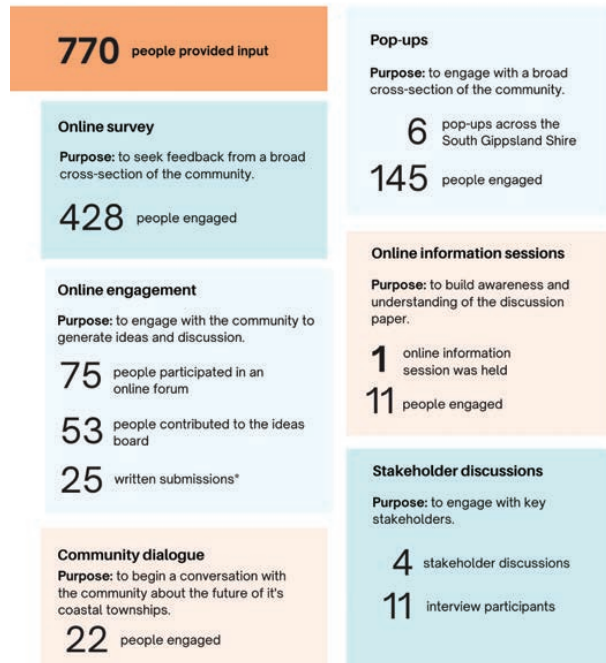 770 people provided input
Online survey
Purpose: to seek feedback from a broad
cross-section of the community.
428 people engaged
Online engagement
Purpose: to engage with the community to
generate ideas and discussion.
75 people participated in an
online forum
53 people contributed to the ideas
board
25 written submissions*
Community dialogue
Purpose: to begin a conversation with
the community about the future of it's
coastal townships.
22 people engaged
Pop-ups
Purpose: to engage with a broad
cross-section of the community.
6 pop-ups across the
South Gippsland Shire
145 people engaged
Online information sessions
Purpose: to build awareness and
understanding of the discussion
paper.
1 online information
session was held
11 people engaged
Stakeholder discussions
Purpose: to engage with key
stakeholders.
4 stakeholder discussions
11 interview participants